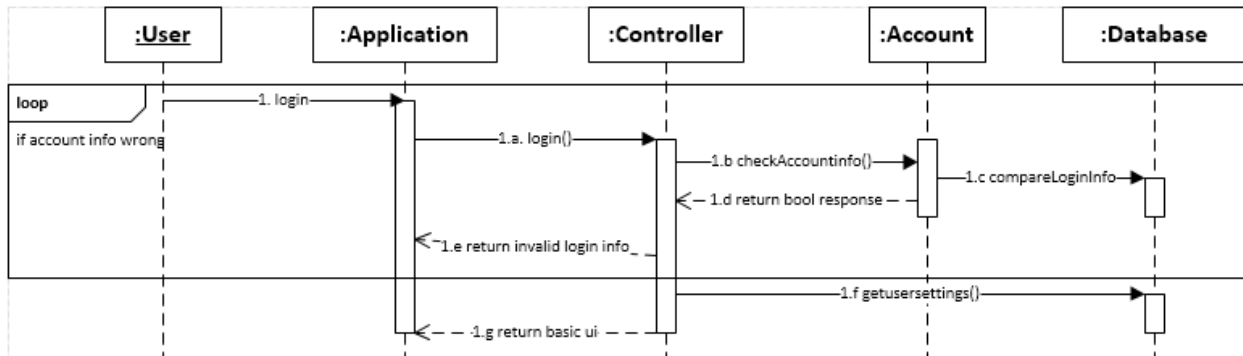 :User
:Application
:Controller
:Account
:Database
loop
1. login
if account info wrong
1.a. login()
1.b checkAccountinfo()
1.c compareLoginInfo
1.d return bool response
1.e return invalid login info
1.f getusersettings()
1.g return basic ui